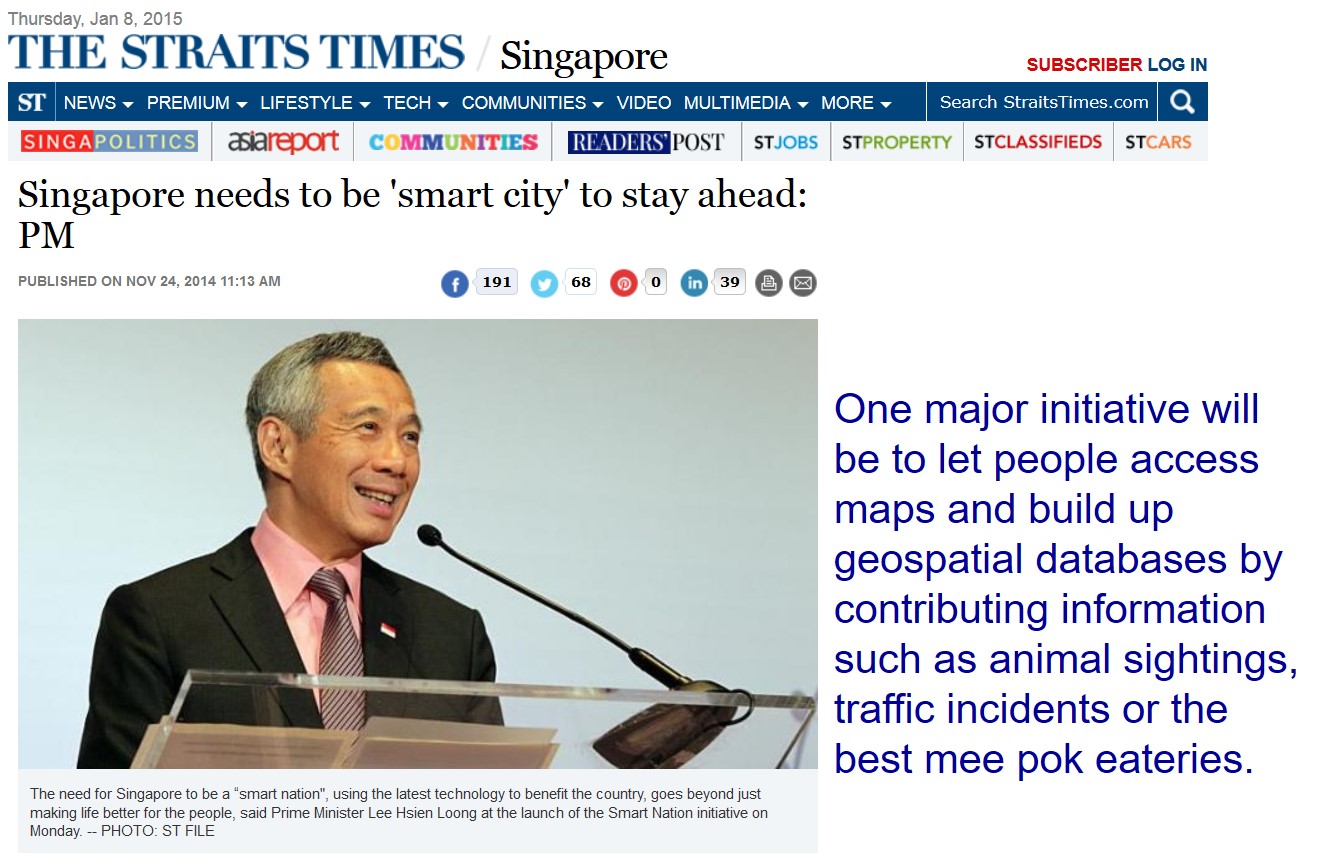 Thursday, Jan 8, 2015
THE STRAITS TIMES / Singapore
SUBSCRIBER LOG IN
ST NEWS PREMIUM LIFESTYLE TECH COMMUNITIES VIDEO MULTIMEDIA MORE Search StraitsTimes.com
SINGAPOLITICS asiareport COMMUNITIES READERS' POST STJOBS STPROPERTY STCLASSIFIEDS STCARS
Singapore needs to be 'smart city' to stay ahead:
PM
PUBLISHED ON NOV 24, 2014 11:13 AM
f 191 68 0 in 39
One major initiative will
be to let people access
maps and build up
geospatial databases by
contributing information
such as animal sightings,
traffic incidents or the
best mee pok eateries.
The need for Singapore to be a “smart nation", using the latest technology to benefit the country, goes beyond just
making life better for the people, said Prime Minister Lee Hsien Loong at the launch of the Smart Nation initiative on
Monday. -- PHOTO: ST FILE